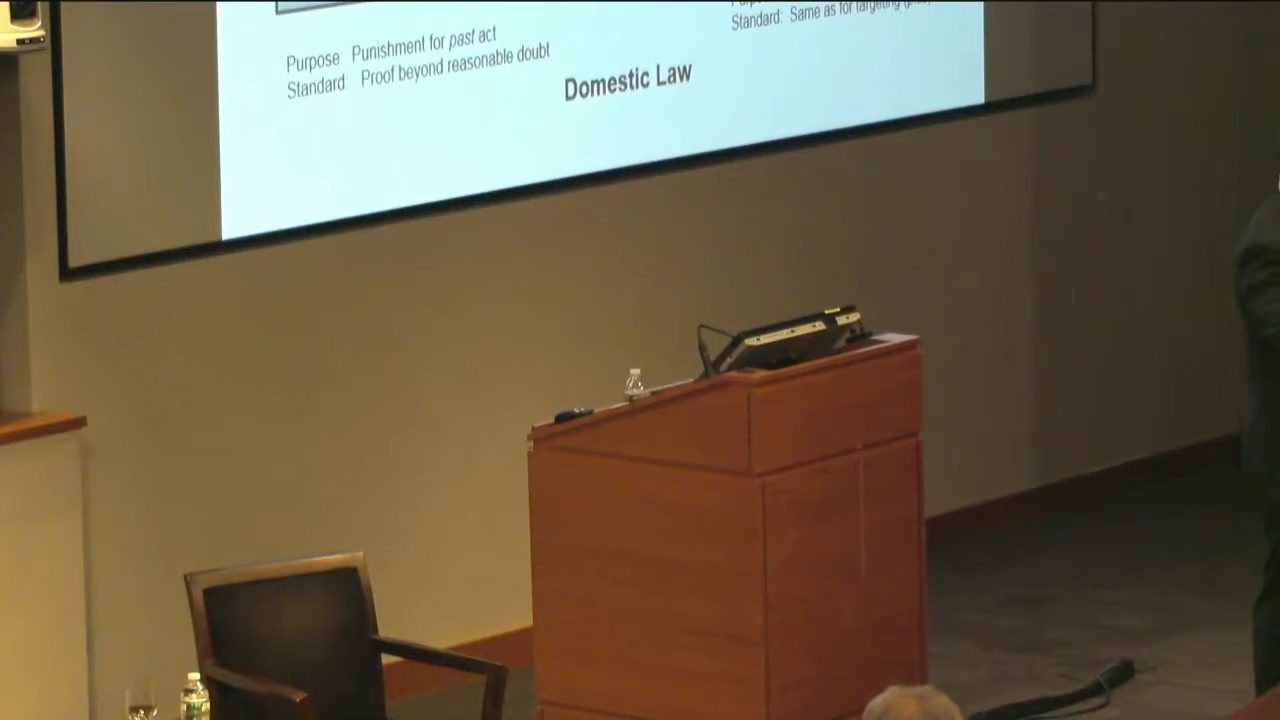 Purpose: Punishment for past act
Standard: Proof beyond reasonable doubt
Standard: Same as for targeting
Domestic Law